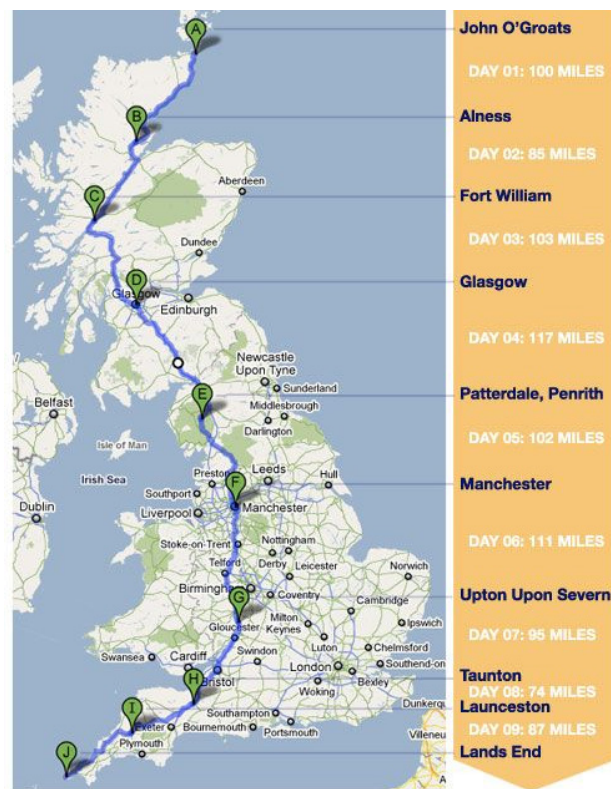 A
John O'Groats
DAY 01: 100 MILES
B
Alness
DAY 02: 85 MILES
Aberdeen
C
Fort William
DAY 03: 103 MILES
Dundee
D
Glasgow
Glasgow
Edinburgh
DAY 04: 117 MILES
Newcastle
Upon Tyne
Sunderland
E
Patterdale, Penrith
Middlesbrough
Belfast
Darlington
DAY 05: 102 MILES
Isle of Man
Irish Sea
Preston
Leeds
Hull
F
Manchester
Southport
Dublin
Liverpool
Manchester
DAY 06: 111 MILES
Stoke-on-Trent
Nottingham
Derby
Telford
Leicester
Norwich
Birmingham
Coventry
G
Upton Upon Severn
Cambridge
Gloucester
Milton
Keynes
Ipswich
DAY 07: 95 MILES
Luton
Chelmsford
Swansea
Cardiff
Swindon
London
Southend-on
H
Taunton
Bristol
Woking
Bexley
DAY 08: 74 MILES
I
Launceston
Southampton
Dunkerqu
Exeter
Bournemouth
Portsmouth
DAY 09: 87 MILES
Villeneu
J
Plymouth
Lands End
A